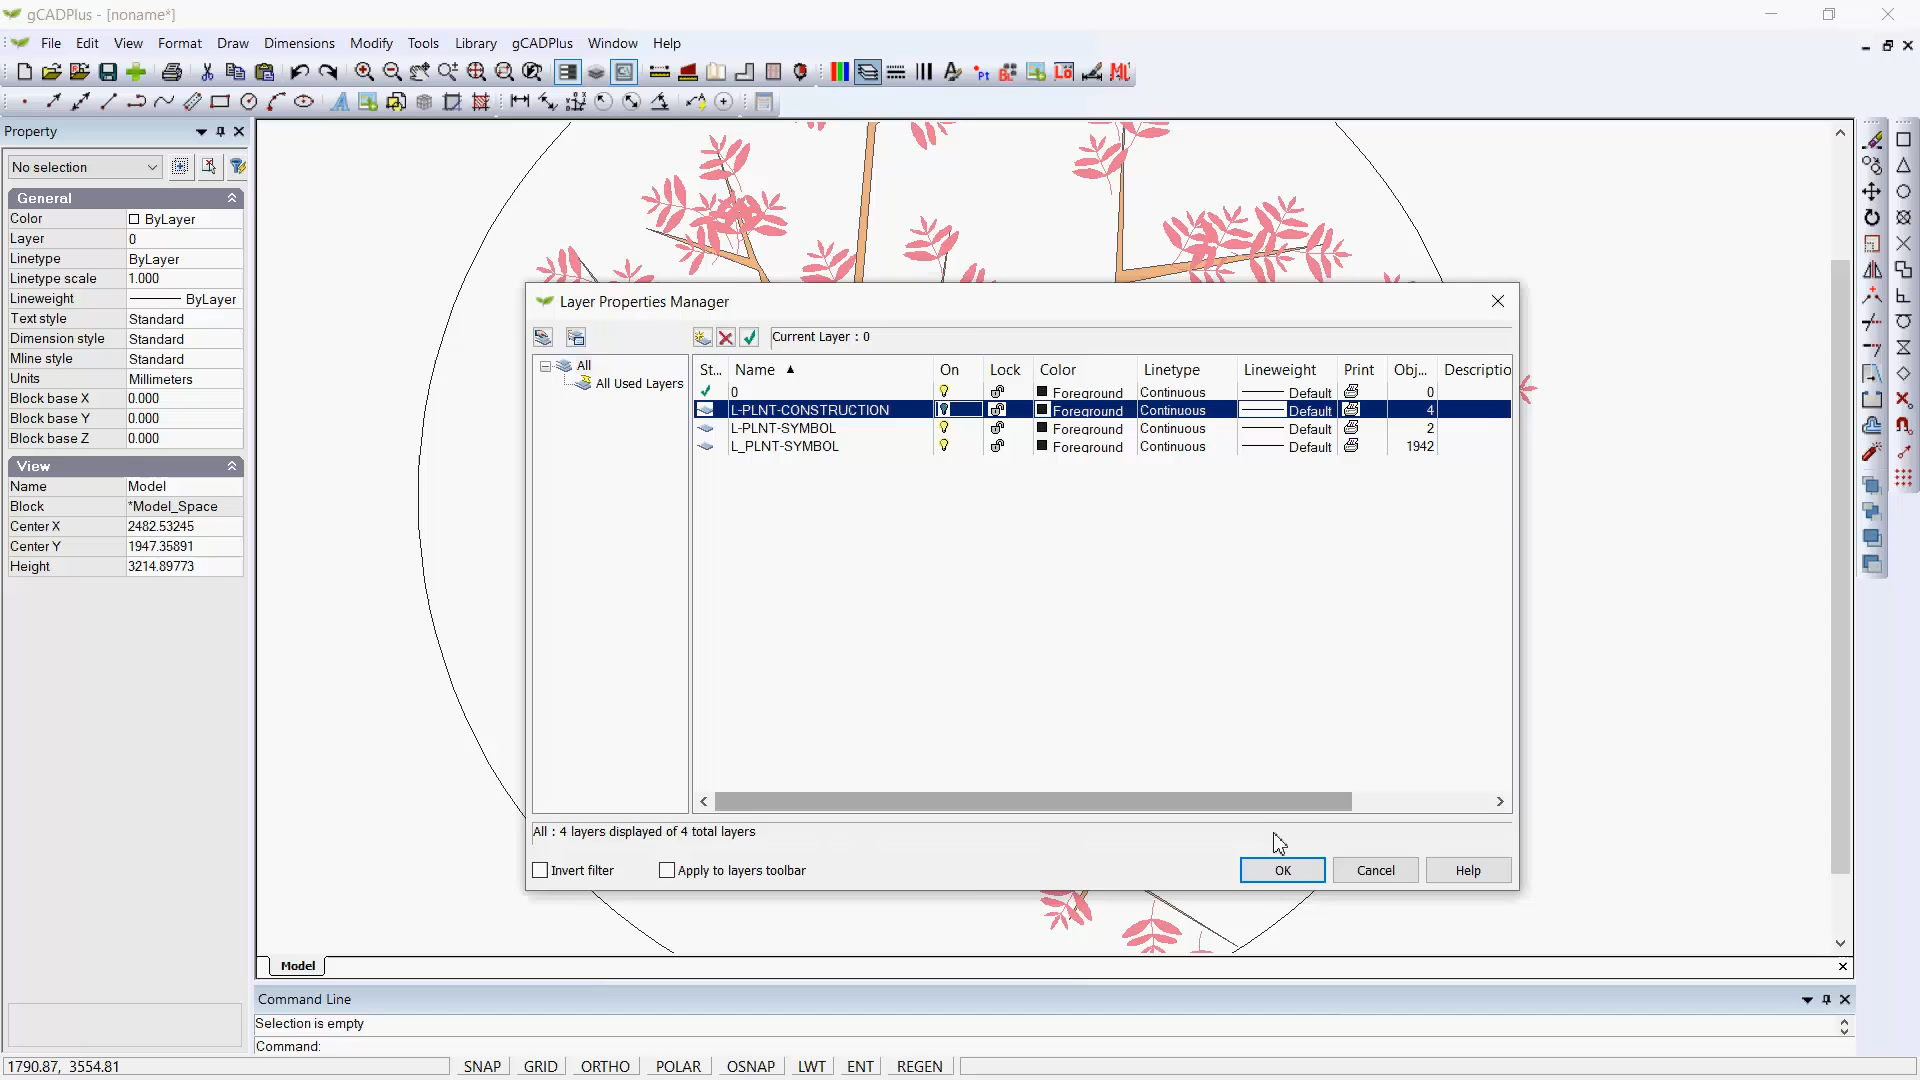 gCADPlus - [noname*]
File Edit View Format Draw Dimensions Modify Tools Library gCADPlus Window Help
Property
No selection
General
Color ByLayer
Layer 0
Linetype ByLayer
Linetype scale 1.000
Lineweight ByLayer
Text style Standard
Dimension style Standard
Mline style Standard
Units Millimeters
Block base X 0.000
Block base Y 0.000
Block base Z 0.000
View
Name Model
Block *Model_Space
Center X 2482.53245
Center Y 1947.35891
Height 3214.89773
Layer Properties Manager
Current Layer : 0
All
All Used Layers
St... Name On Lock Color Linetype Lineweight Print Obj... Descriptio
0 Foreground Continuous Default 0
L-PLNT-CONSTRUCTION Foreground Continuous Default 4
L-PLNT-SYMBOL Foreground Continuous Default 2
L_PLNT-SYMBOL Foreground Continuous Default 1942
All : 4 layers displayed of 4 total layers
Invert filter Apply to layers toolbar OK Cancel Help
Model
Command Line
Selection is empty
Command:
1790.87, 3554.81 SNAP GRID ORTHO POLAR OSNAP LWT ENT REGEN